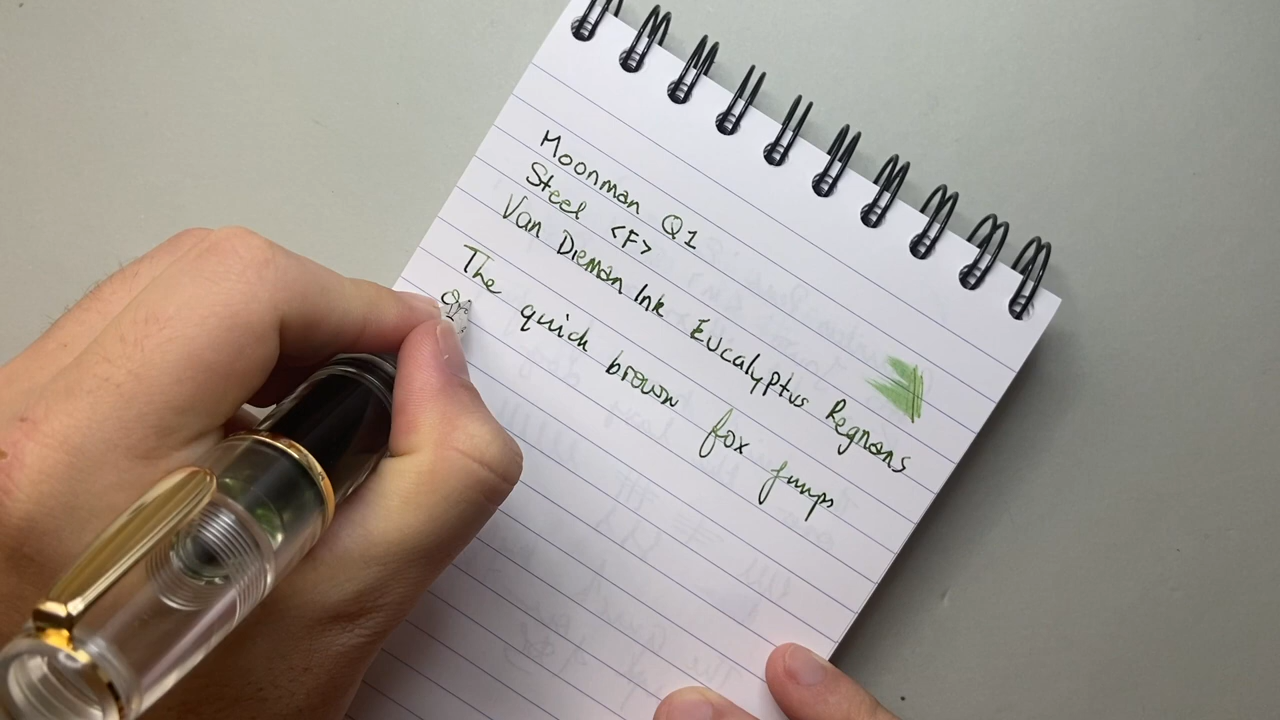 Moonman Q1
Steel <F>
Van Dieman Ink Eucalyptus Regnans
The quick brown fox jumps